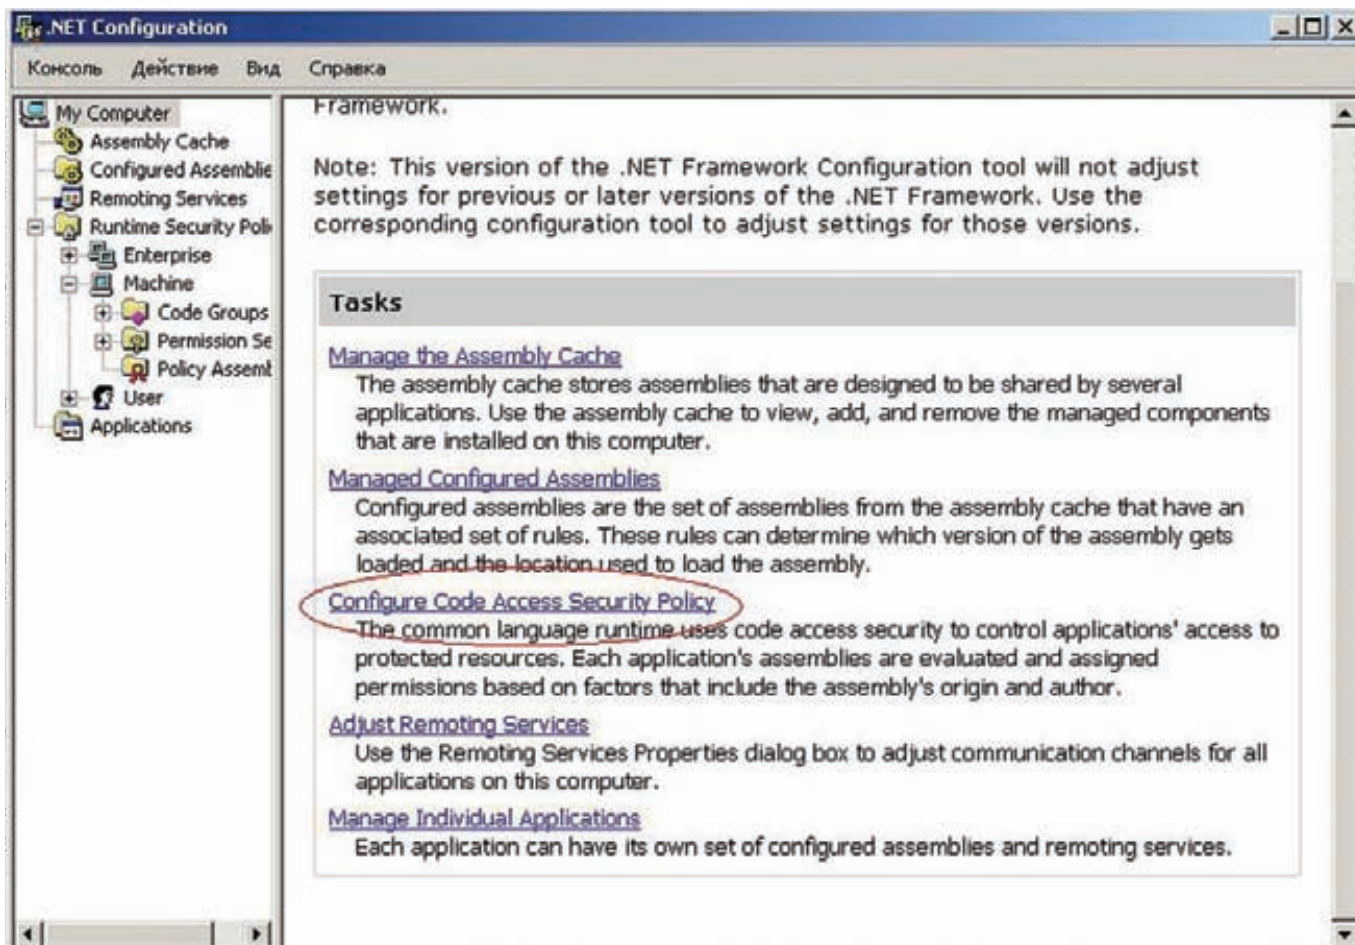 .NET Configuration
Консоль Действие Вид Справка
My Computer
Assembly Cache
Configured Assemblie
Remoting Services
Runtime Security Poli
Enterprise
Machine
Code Groups
Permission Se
Policy Assemb
User
Applications
Framework.
Note: This version of the .NET Framework Configuration tool will not adjust
settings for previous or later versions of the .NET Framework. Use the
corresponding configuration tool to adjust settings for those versions.
Tasks
Manage the Assembly Cache
The assembly cache stores assemblies that are designed to be shared by several
applications. Use the assembly cache to view, add, and remove the managed components
that are installed on this computer.
Managed Configured Assemblies
Configured assemblies are the set of assemblies from the assembly cache that have an
associated set of rules. These rules can determine which version of the assembly gets
loaded and the location used to load the assembly.
Configure Code Access Security Policy
The common language runtime uses code access security to control applications' access to
protected resources. Each application's assemblies are evaluated and assigned
permissions based on factors that include the assembly's origin and author.
Adjust Remoting Services
Use the Remoting Services Properties dialog box to adjust communication channels for all
applications on this computer.
Manage Individual Applications
Each application can have its own set of configured assemblies and remoting services.